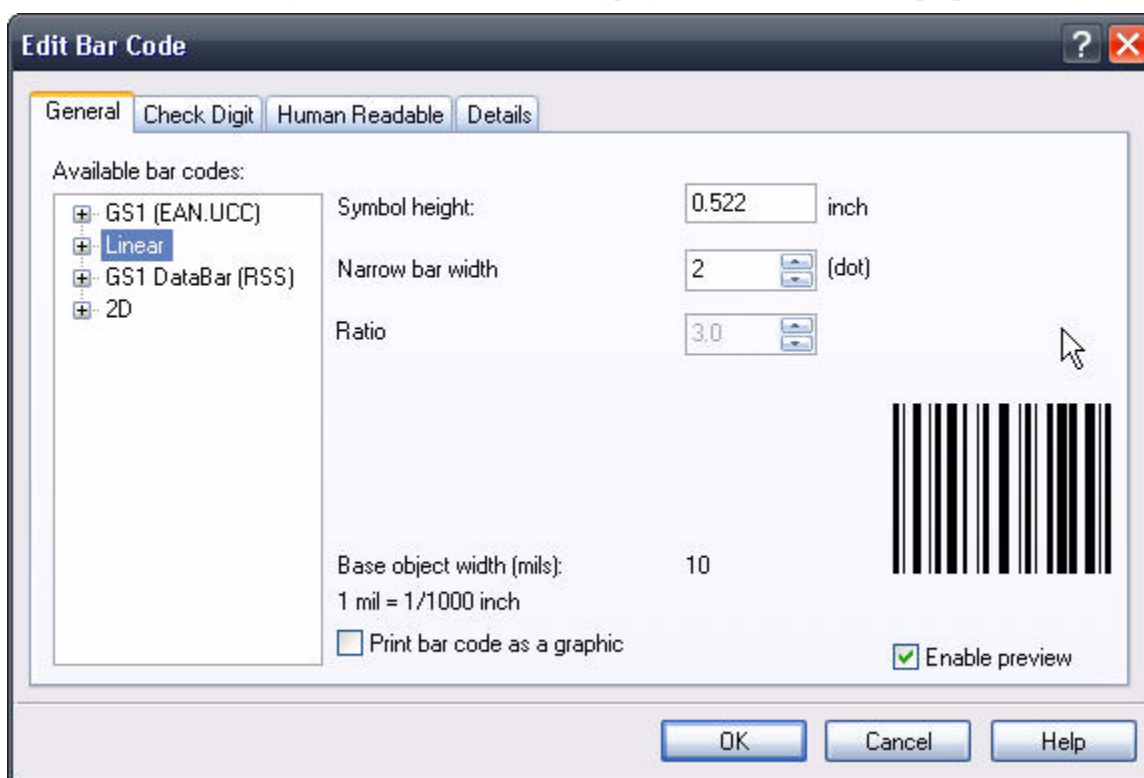 Edit Bar Code
General Check Digit Human Readable Details
Available bar codes:
GS1 (EAN.UCC)
Linear
GS1 DataBar (RSS)
2D
Symbol height: 0.522 inch
Narrow bar width 2 (dot)
Ratio 3.0
Base object width (mils): 10
1 mil = 1/1000 inch
Print bar code as a graphic
Enable preview
OK Cancel Help